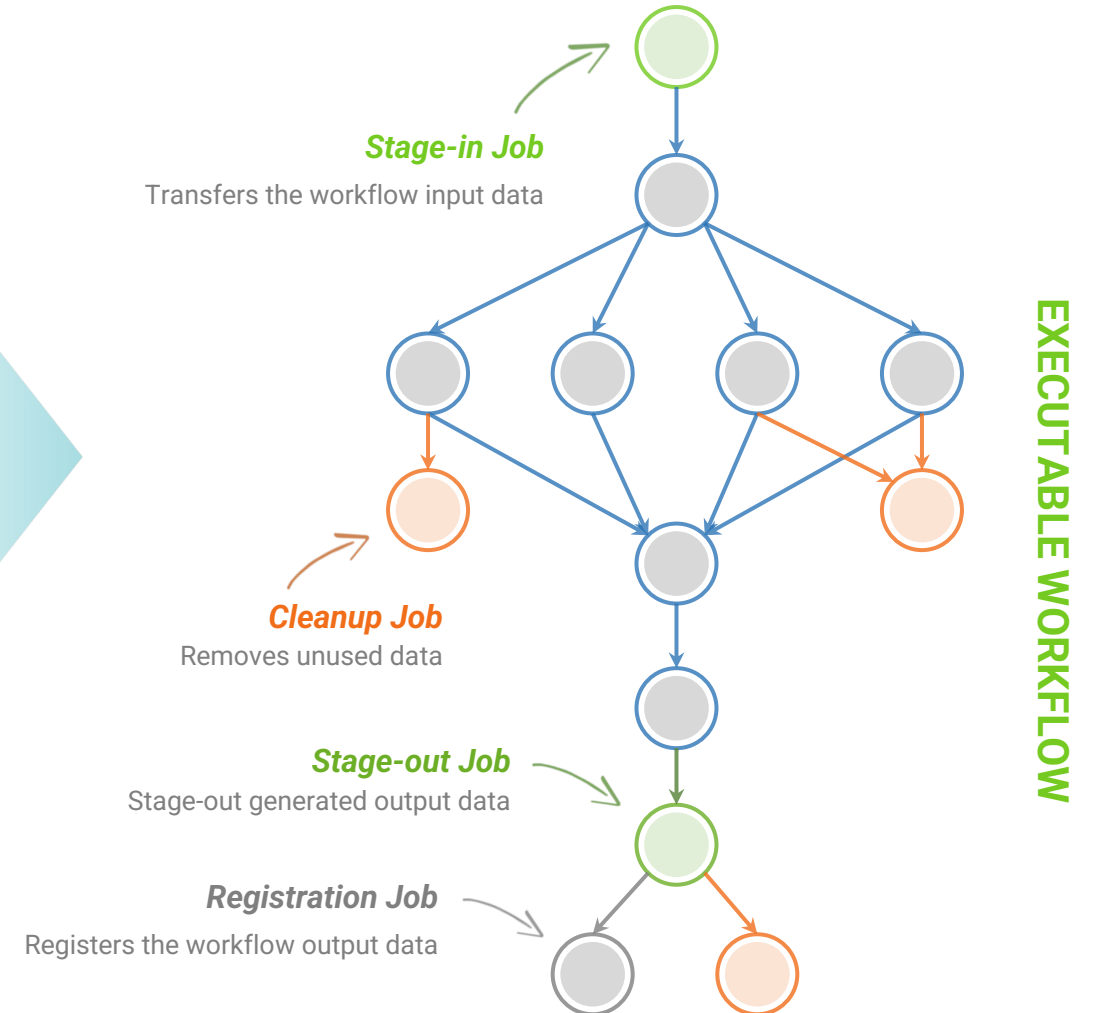 Stage-in Job
Transfers the workflow input data
EXECUTABLE WORKFLOW
Cleanup Job
Removes unused data
Stage-out Job
Stage-out generated output data
Registration Job
Registers the workflow output data